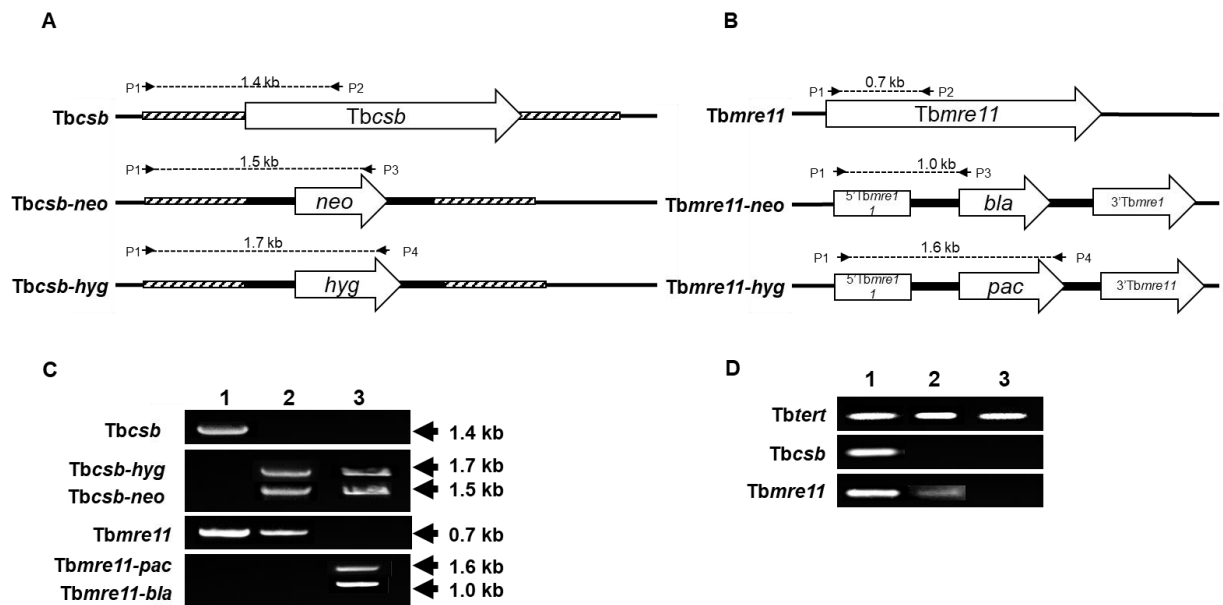 A
B
P1 1.4 kb P2
Tbcsb Tbcsb
P1 1.5 kb P3
Tbcsb-neo neo
P1 1.7 kb P4
Tbcsb-hyg hyg
P1 0.7 kb P2
Tbmre11 Tbmre11
P1 1.0 kb P3
5'Tbmre1
1
Tbmre11-neo bla 3'Tbmre1
P1 1.6 kb P4
5'Tbmre1
1
Tbmre11-hyg pac 3'Tbmre11
C
1 2 3
Tbcsb 1.4 kb
Tbcsb-hyg 1.7 kb
Tbcsb-neo 1.5 kb
Tbmre11 0.7 kb
Tbmre11-pac 1.6 kb
Tbmre11-bla 1.0 kb
D
1 2 3
Tbtert
Tbcsb
Tbmre11